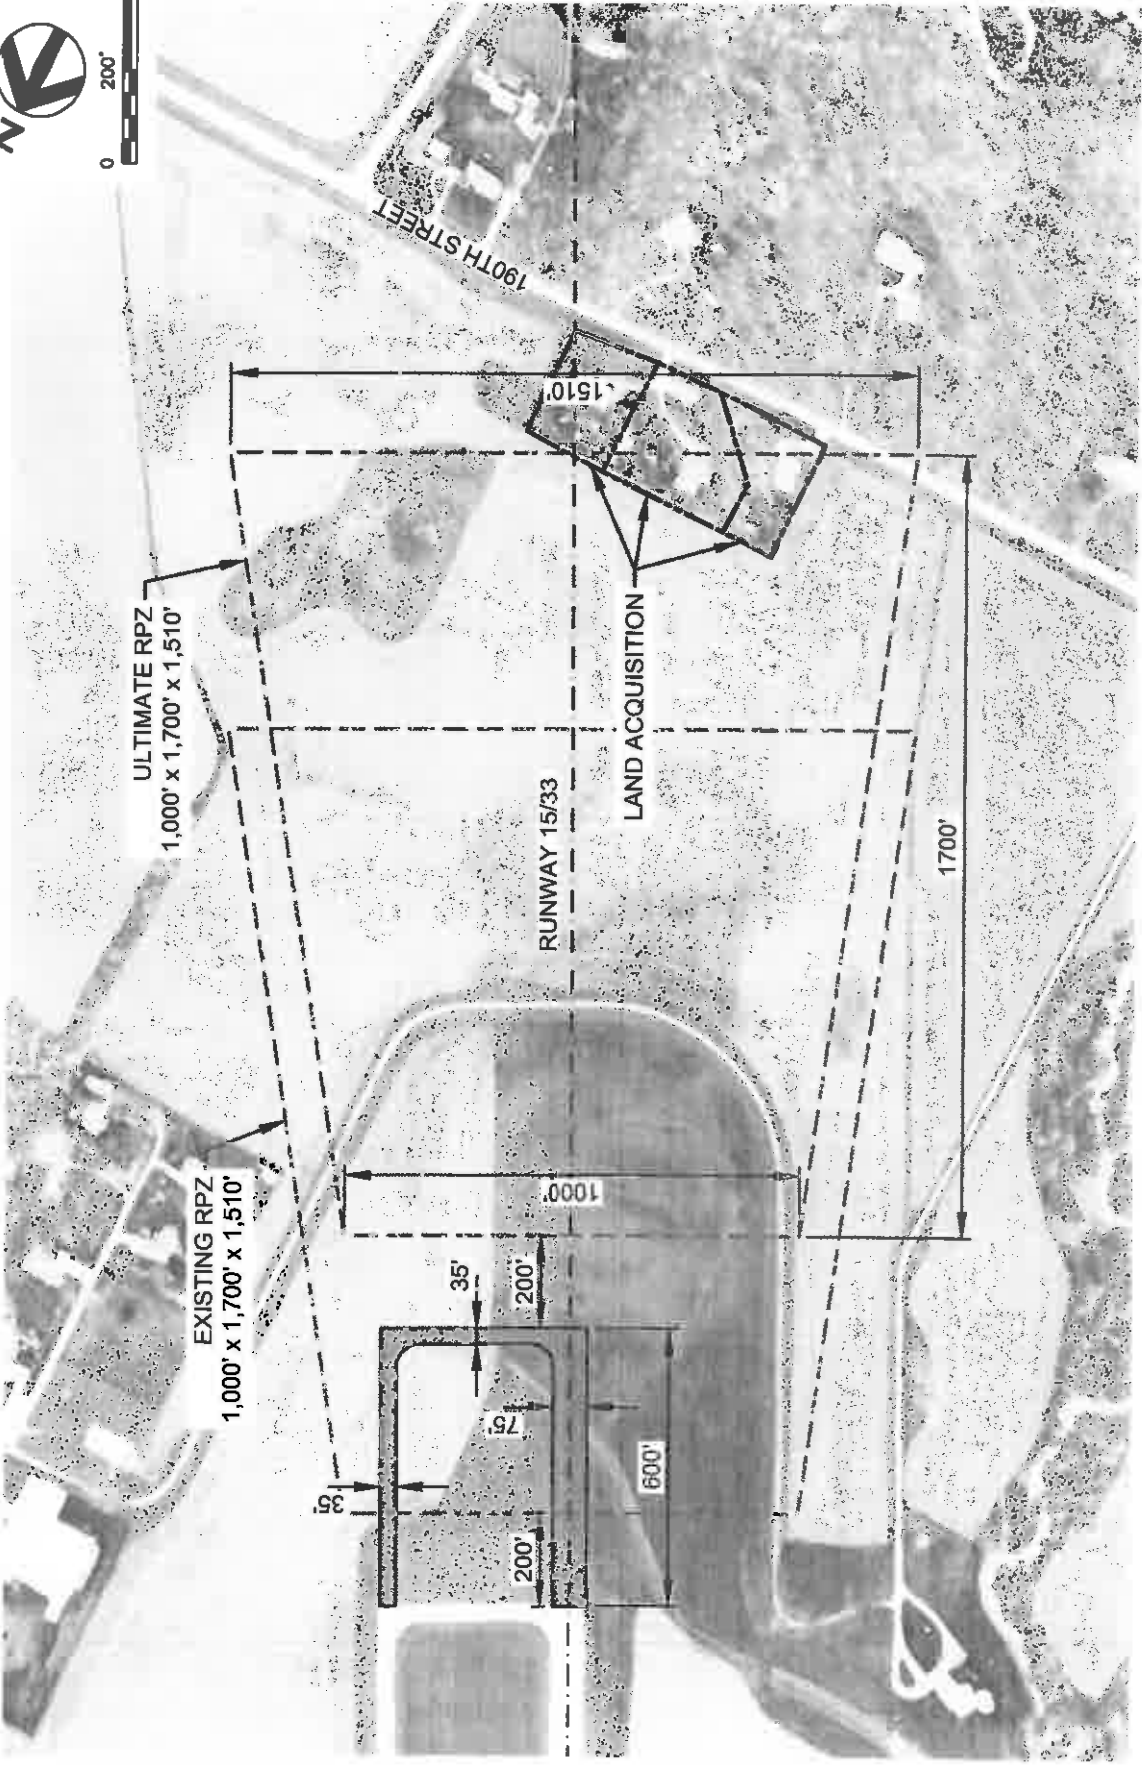 N
0 200'
190TH STREET
ULTIMATE RPZ
1,000' x 1,700' x 1,510'
1510'
LAND ACQUISITION
RUNWAY 15/33
1700'
EXISTING RPZ
1,000' x 1,700' x 1,510'
1000'
35'
200'
75'
35'
600'
200'